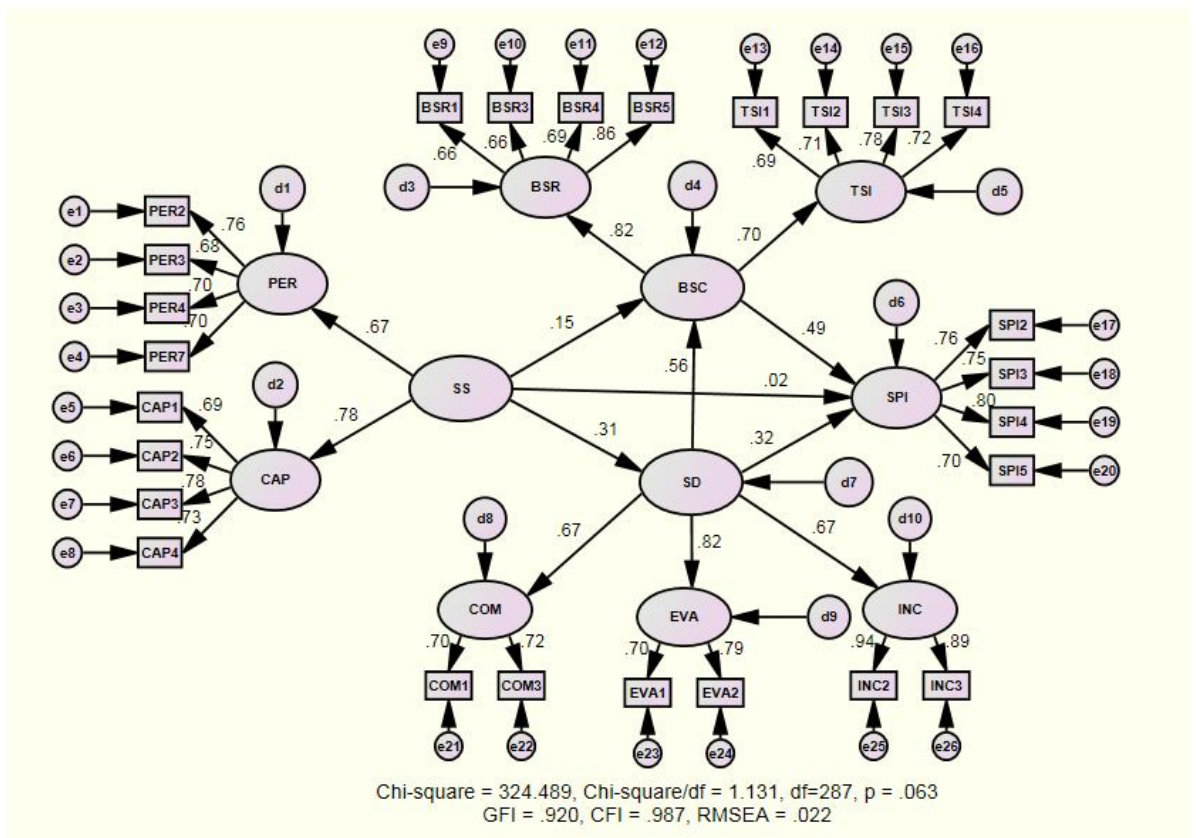 e9 e10 e11 e12 e13 e14 e15 e16
BSR1 BSR3 BSR4 BSR5 TSI1 TSI2 TSI3 TSI4
.66 .66 .69 .86 .69 .71 .78 .72
d1 d3 BSR d4 TSI d5
e1 PER2 .76
e2 PER3 .68
e3 PER4 .70
e4 PER7 .70
PER .82 .70
BSC d6
.67 .15 .49
.56 .76 SPI2 e17
.75 SPI3 e18
.80 SPI4 e19
.70 SPI5 e20
d2 SS .02 SPI
e5 CAP1 .69
e6 CAP2 .75
e7 CAP3 .78
e8 CAP4 .73
CAP .78 .31 .32
SD d7
d8 .67 .82 .67 d10
COM EVA d9 INC
.70 .72 .70 .79 .94 .89
COM1 COM3 EVA1 EVA2 INC2 INC3
e21 e22 e23 e24 e25 e26
Chi-square = 324.489, Chi-square/df = 1.131, df=287, p = .063
GFI = .920, CFI = .987, RMSEA = .022